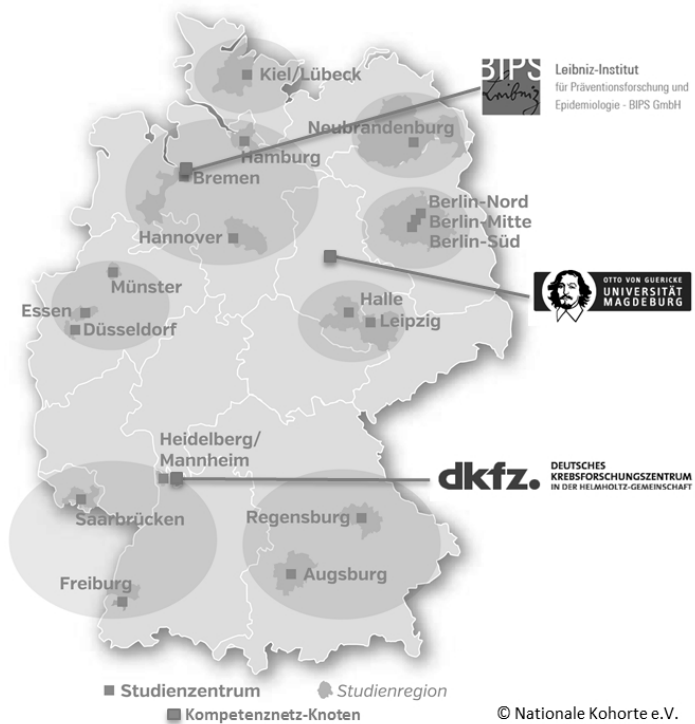 Kiel/Lübeck
BIPS
Leibniz
Leibniz-Institut
für Präventionsforschung und
Epidemiologie - BIPS GmbH
Neubrandenburg
Hamburg
Bremen
Berlin-Nord
Berlin-Mitte
Berlin-Süd
Hannover
Münster
OTTO VON GUERICKE
UNIVERSITÄT
MAGDEBURG
Essen
Düsseldorf
Halle
Leipzig
Heidelberg/
Mannheim
dkfz.
DEUTSCHES
KREBSFORSCHUNGSZENTRUM
IN DER HELMHOLTZ-GEMEINSCHAFT
Saarbrücken
Regensburg
Freiburg
Augsburg
Studienzentrum
Studienregion
Kompetenznetz-Knoten
© Nationale Kohorte e.V.